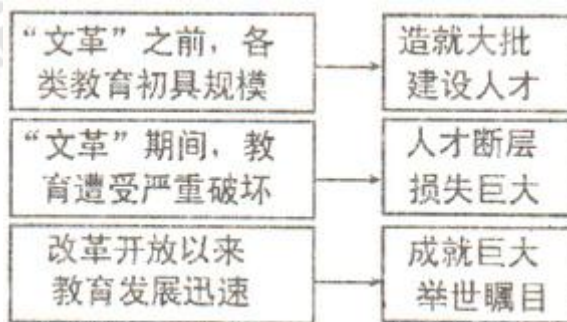 “文革”之前，各
类教育初具规模
造就大批
建设人才
“文革”期间，教
育遭受严重破坏
人才断层
损失巨大
改革开放以来
教育发展迅速
成就巨大
举世瞩目